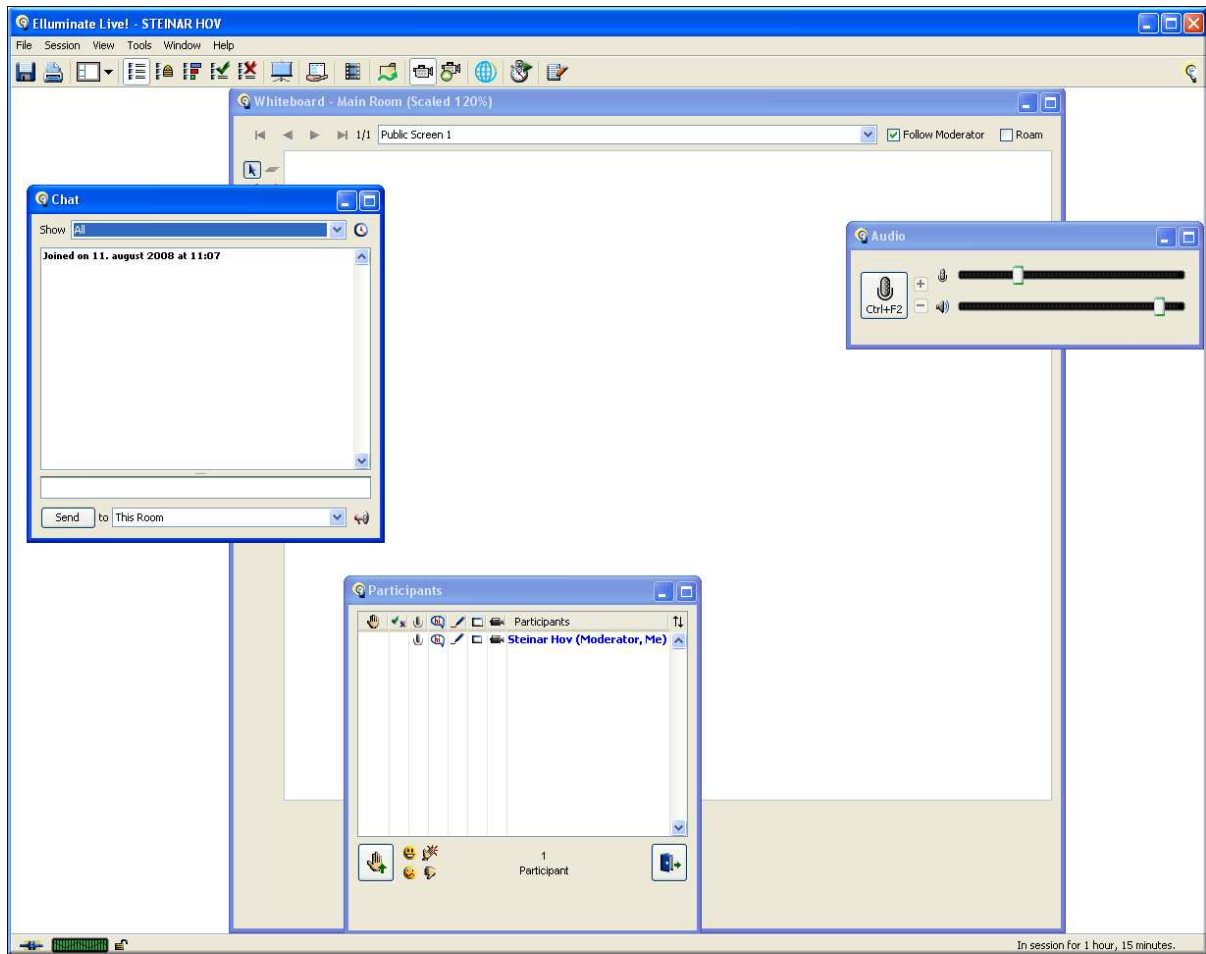 Elluminate Live! - STEINAR HOV
File Session View Tools Window Help
Whiteboard - Main Room (Scaled 120%)
1/1 Public Screen 1 Follow Moderator Roam
Chat
Show All
Joined on 11. august 2008 at 11:07
Send to This Room
Audio
Ctrl+F2
Participants
Participants
Steinar Hov (Moderator, Me)
1
Participant
In session for 1 hour, 15 minutes.